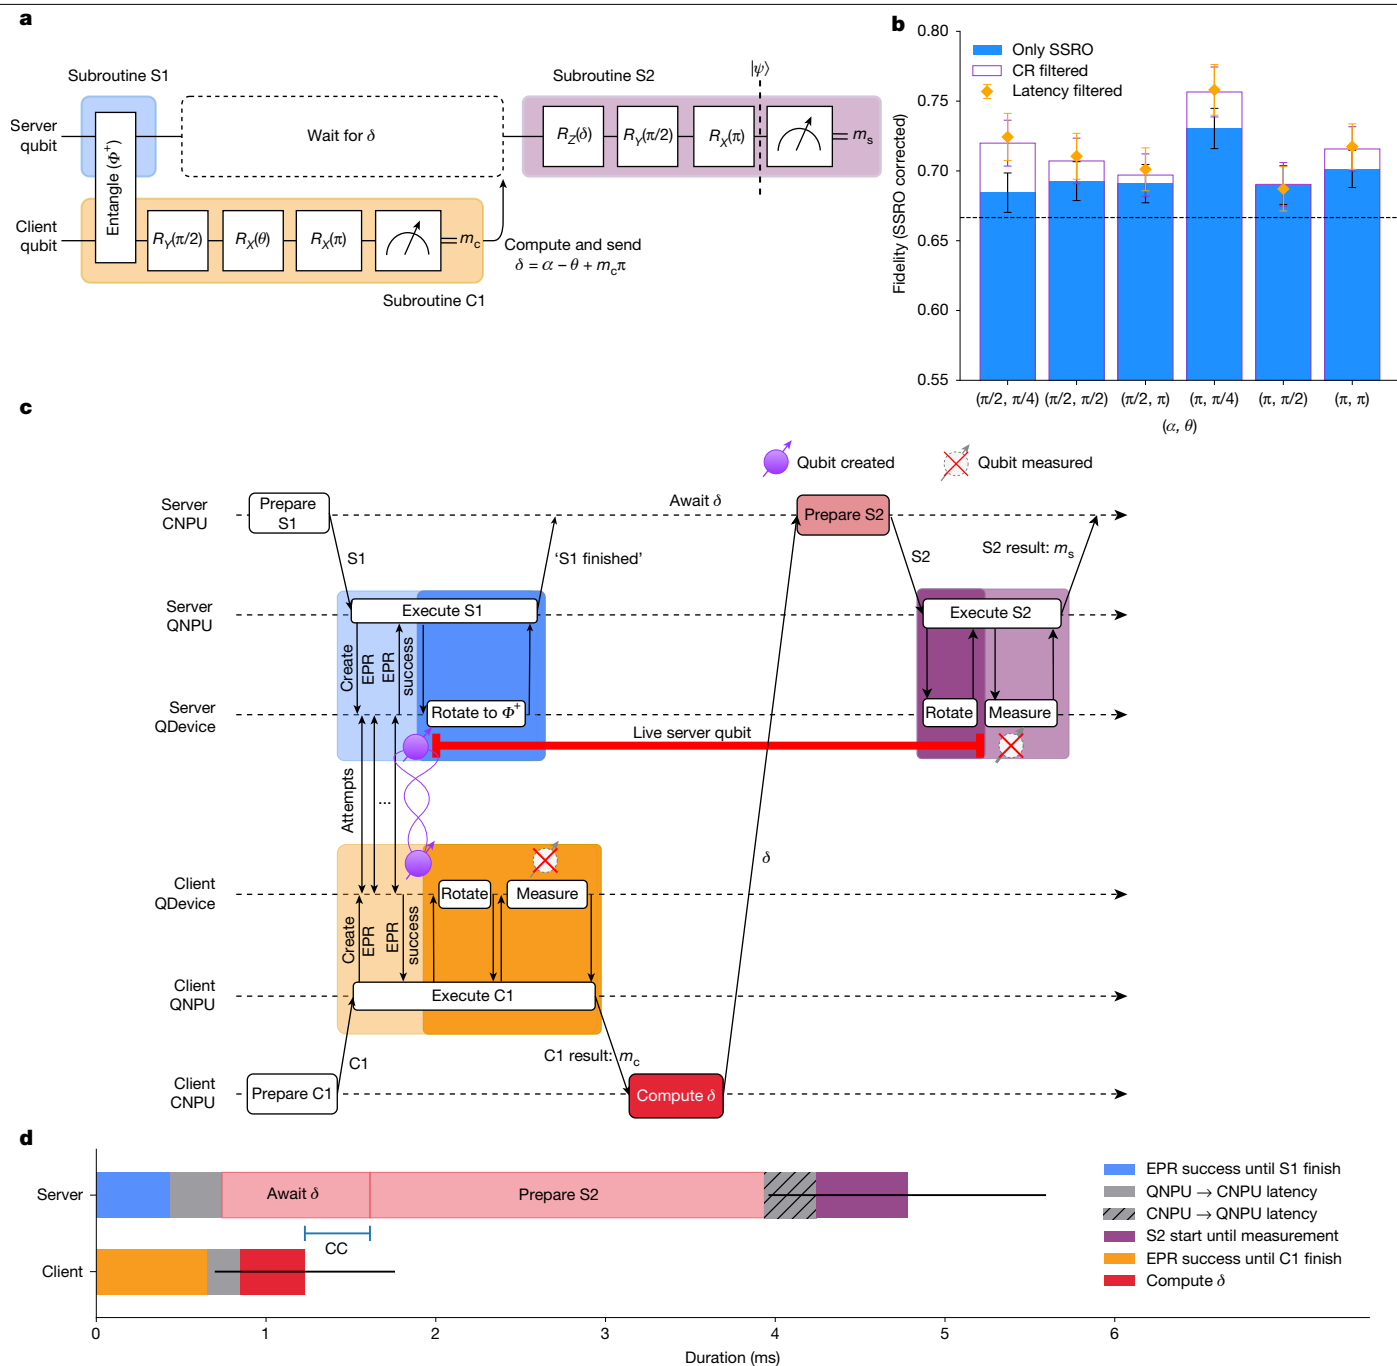 a
Subroutine S1
Subroutine S2
|ψ⟩
Server
qubit
Entangle (Φ⁺)
Wait for δ
R_Z(δ)
R_Y(π/2)
R_X(π)
m_s
Client
qubit
R_Y(π/2)
R_X(θ)
R_X(π)
m_c
Compute and send
δ = α − θ + m_cπ
Subroutine C1
b
Fidelity (SSRO corrected)
0.80
0.75
0.70
0.65
0.60
0.55
Only SSRO
CR filtered
Latency filtered
(π/2, π/4)
(π/2, π/2)
(π/2, π)
(π, π/4)
(π, π/2)
(π, π)
(α, θ)
c
Qubit created
Qubit measured
Server
CNPU
Prepare
S1
Await δ
Prepare S2
S1
'S1 finished'
S2
S2 result: m_s
Server
QNPU
Execute S1
Execute S2
Create
EPR
EPR
success
Server
QDevice
Rotate to Φ⁺
Rotate
Measure
Live server qubit
Attempts
...
δ
Client
QDevice
Rotate
Measure
Create
EPR
EPR
success
Client
QNPU
Execute C1
C1
C1 result: m_c
Client
CNPU
Prepare C1
Compute δ
d
Server
Await δ
Prepare S2
CC
Client
EPR success until S1 finish
QNPU → CNPU latency
CNPU → QNPU latency
S2 start until measurement
EPR success until C1 finish
Compute δ
0
1
2
3
4
5
6
Duration (ms)